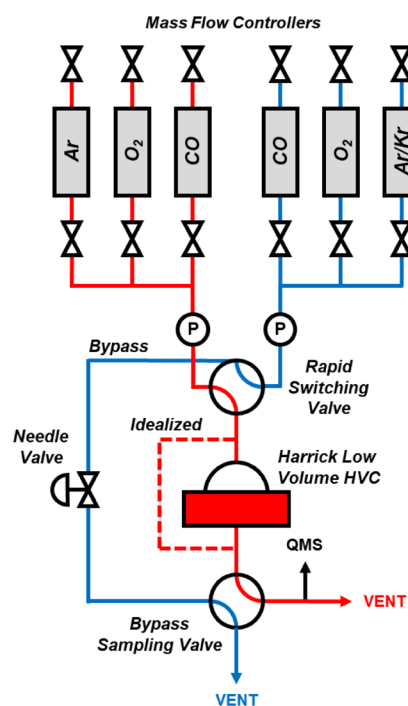 Mass Flow Controllers
Ar
O2
CO
CO
O2
Ar/Kr
P
P
Bypass
Rapid
Switching
Valve
Idealized
Needle
Valve
Harrick Low
Volume HVC
QMS
VENT
Bypass
Sampling Valve
VENT